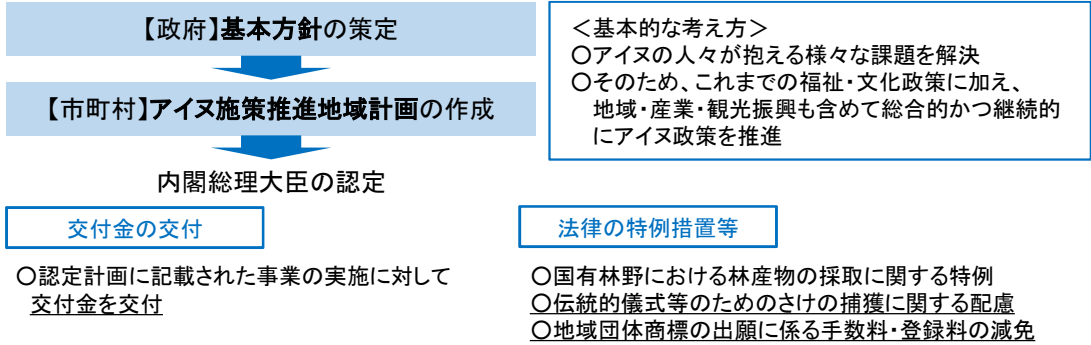 【政府】基本方針の策定
【市町村】アイヌ施策推進地域計画の作成
内閣総理大臣の認定
＜基本的な考え方＞
○アイヌの人々が抱える様々な課題を解決
○そのため、これまでの福祉・文化政策に加え、
地域・産業・観光振興も含めて総合的かつ継続的
にアイヌ政策を推進
交付金の交付
○認定計画に記載された事業の実施に対して
交付金を交付
法律の特例措置等
○国有林野における林産物の採取に関する特例
○伝統的儀式等のためのさけの捕獲に関する配慮
○地域団体商標の出願に係る手数料・登録料の減免